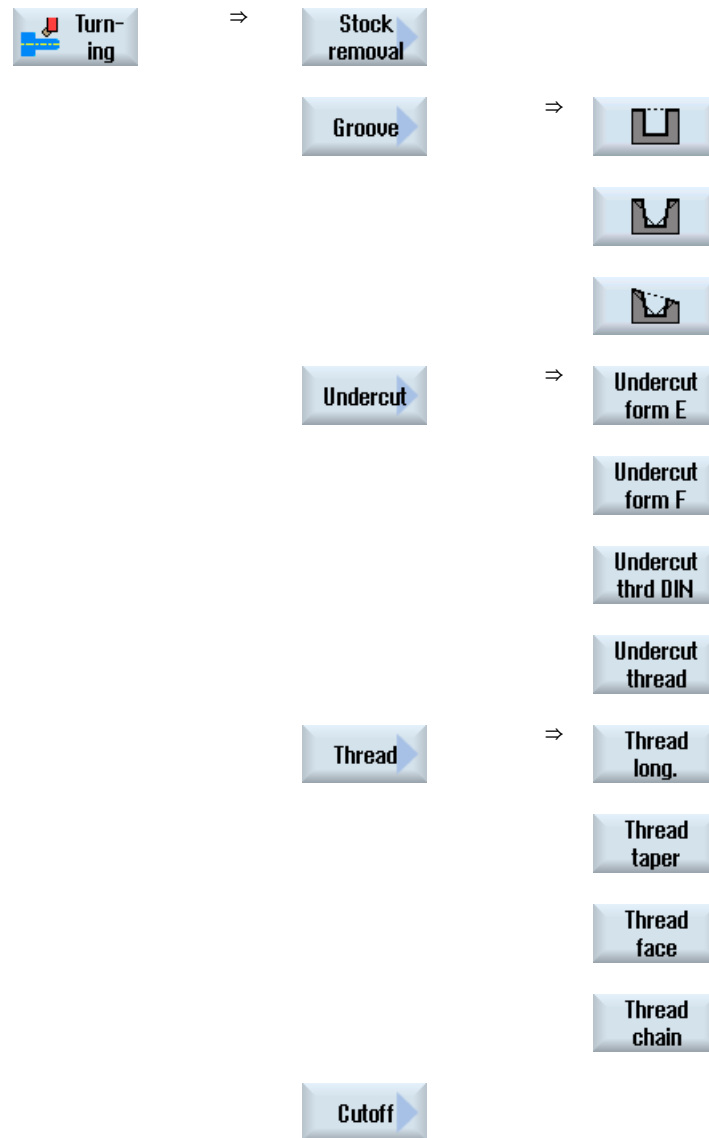 Turn-
ing
⇒
Stock
removal
Groove
⇒
Undercut
⇒
Undercut
form E
Undercut
form F
Undercut
thrd DIN
Undercut
thread
Thread
⇒
Thread
long.
Thread
taper
Thread
face
Thread
chain
Cutoff